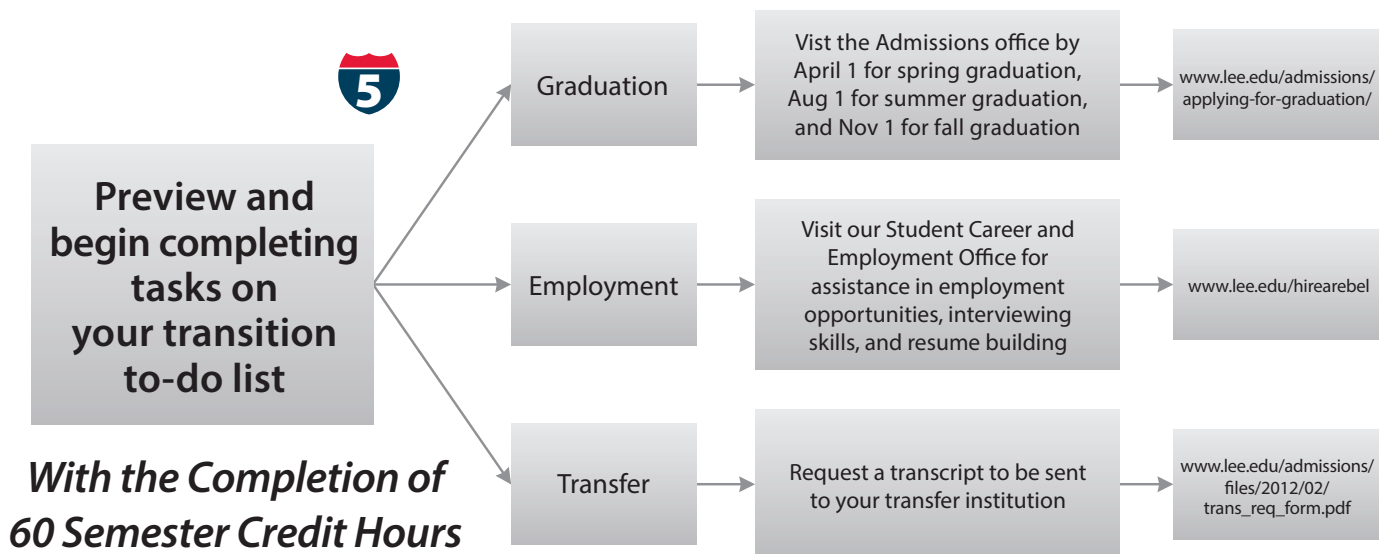 5
Preview and
begin completing
tasks on
your transition
to-do list
With the Completion of
60 Semester Credit Hours
Graduation
Vist the Admissions office by
April 1 for spring graduation,
Aug 1 for summer graduation,
and Nov 1 for fall graduation
www.lee.edu/admissions/
applying-for-graduation/
Employment
Visit our Student Career and
Employment Office for
assistance in employment
opportunities, interviewing
skills, and resume building
www.lee.edu/hirearebel
Transfer
Request a transcript to be sent
to your transfer institution
www.lee.edu/admissions/
files/2012/02/
trans_req_form.pdf